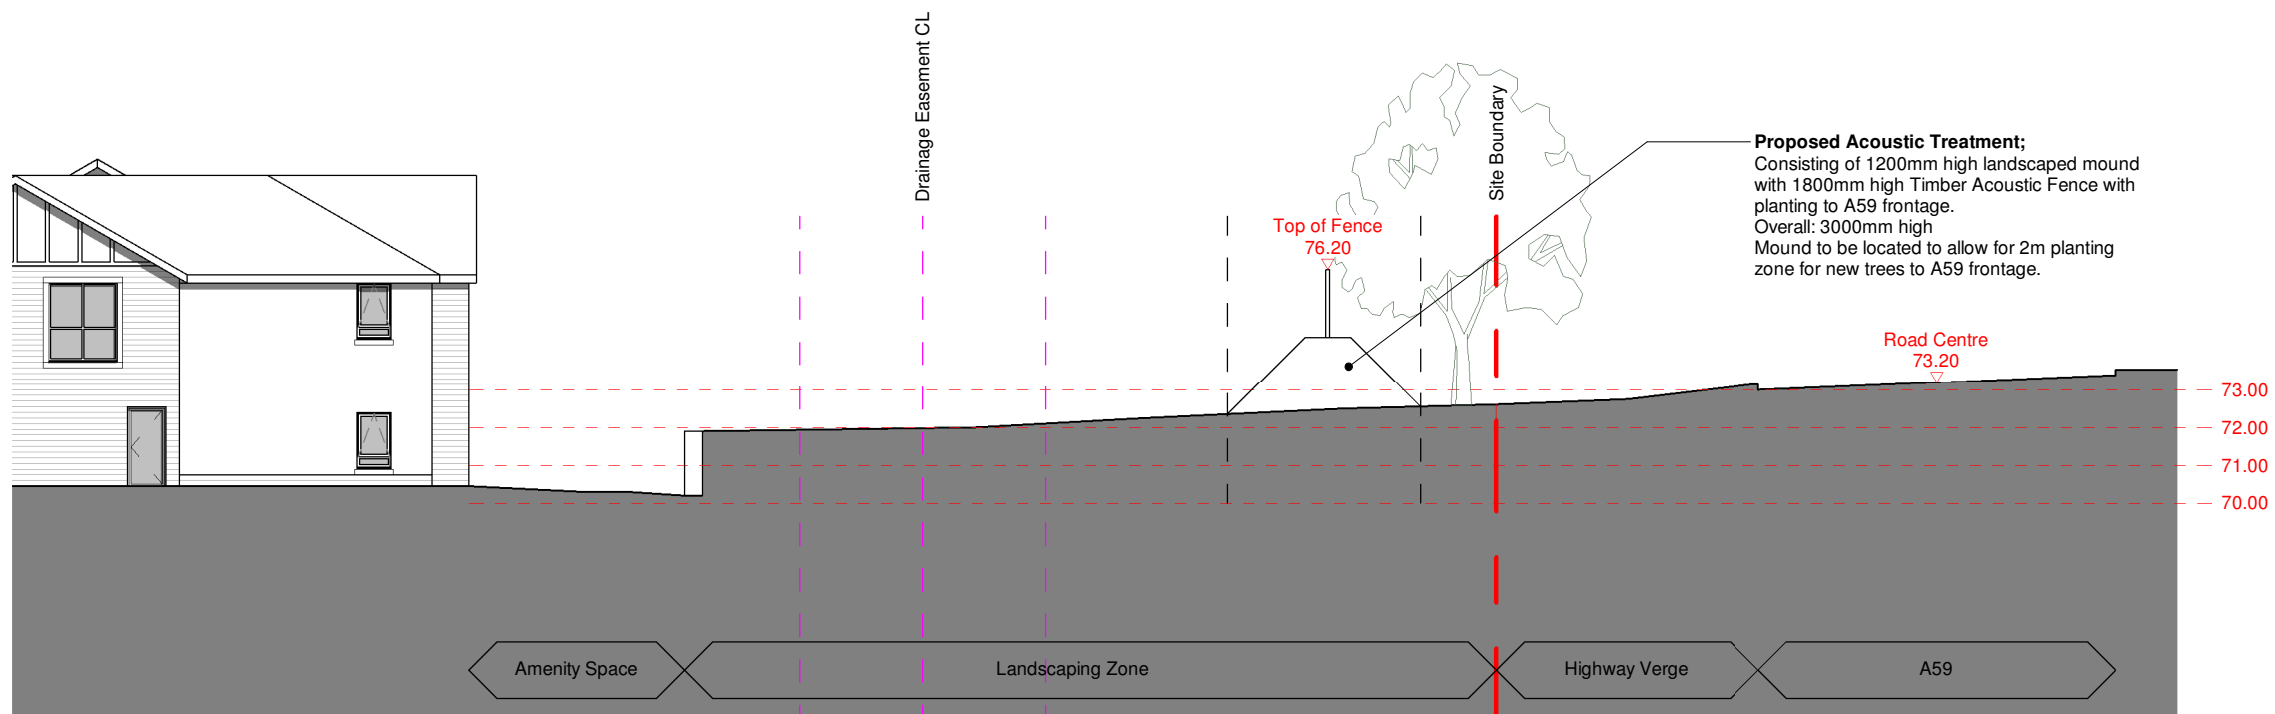 Drainage Easement CL
Site Boundary
Proposed Acoustic Treatment;
Consisting of 1200mm high landscaped mound
with 1800mm high Timber Acoustic Fence with
planting to A59 frontage.
Overall: 3000mm high
Mound to be located to allow for 2m planting
zone for new trees to A59 frontage.
Top of Fence
76.20
Road Centre
73.20
73.00
72.00
71.00
70.00
Amenity Space
Landscaping Zone
Highway Verge
A59